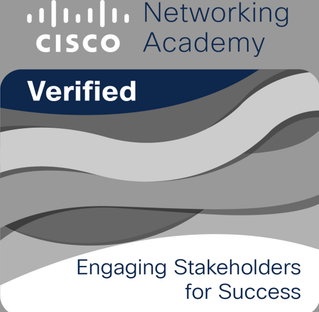 Networking
CISCO Academy
Verified
Engaging Stakeholders
for Success